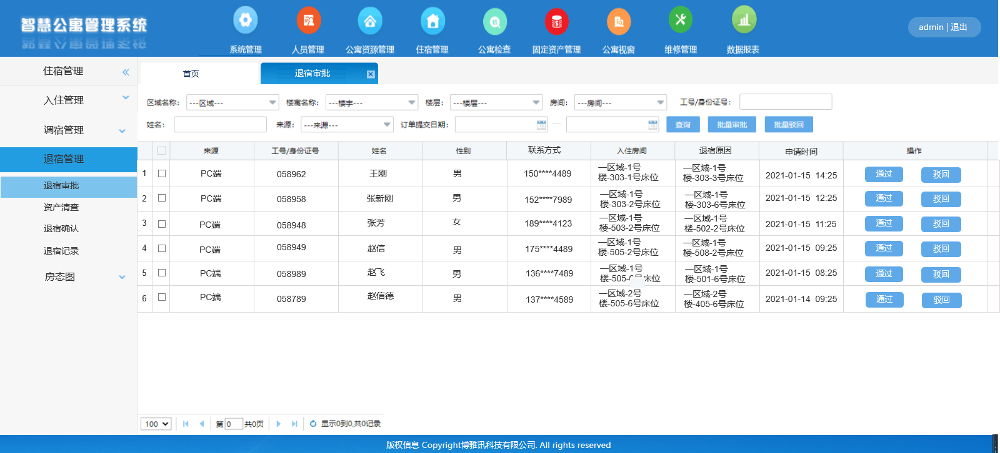 智慧公寓管理系统
系统管理 人员管理 公寓资源管理 住宿管理 公寓检查 固定资产管理 公寓视窗 维修管理 数据报表
admin | 退出
住宿管理
入住管理
调宿管理
退宿管理
退宿审批
资产清查
退宿确认
退宿记录
房态图
首页 退宿审批
区域名称: ---区域--- 楼寓名称: ---楼宇--- 楼层: ---楼层--- 房间: ---房间--- 工号/身份证号:
姓名: 来源: ---来源--- 订单提交日期: 查询 批量审批 批量驳回
来源 工号/身份证号 姓名 性别 联系方式 入住房间 退宿原因 申请时间 操作
1 PC端 058962 王刚 男 150****4489 一区域-1号 一区域-1号 2021-01-15 14:25 通过 驳回
楼-303-1号床位 楼-303-3号床位
2 PC端 058958 张新刚 男 152****7989 一区域-1号 一区域-1号 2021-01-15 12:25 通过 驳回
楼-303-2号床位 楼-303-6号床位
3 PC端 058948 张芳 女 189****4123 一区域-1号 一区域-1号 2021-01-15 11:25 通过 驳回
楼-503-2号床位 楼-502-2号床位
4 PC端 058949 赵信 男 175****4489 一区域-1号 一区域-1号 2021-01-15 09:25 通过 驳回
楼-505-2号床位 楼-508-2号床位
5 PC端 058989 赵飞 男 136****7489 一区域-1号 一区域-1号 2021-01-15 08:25 通过 驳回
楼-505- 号床位 楼-501-6号床位
6 PC端 058789 赵信德 男 137****4589 一区域-2号 一区域-2号 2021-01-14 09:25 通过 驳回
楼-505-6号床位 楼-405-6号床位
100 第 0 共0页 显示0到0,共0记录
版权信息 Copyright博雅讯科技有限公司. All rights reserved